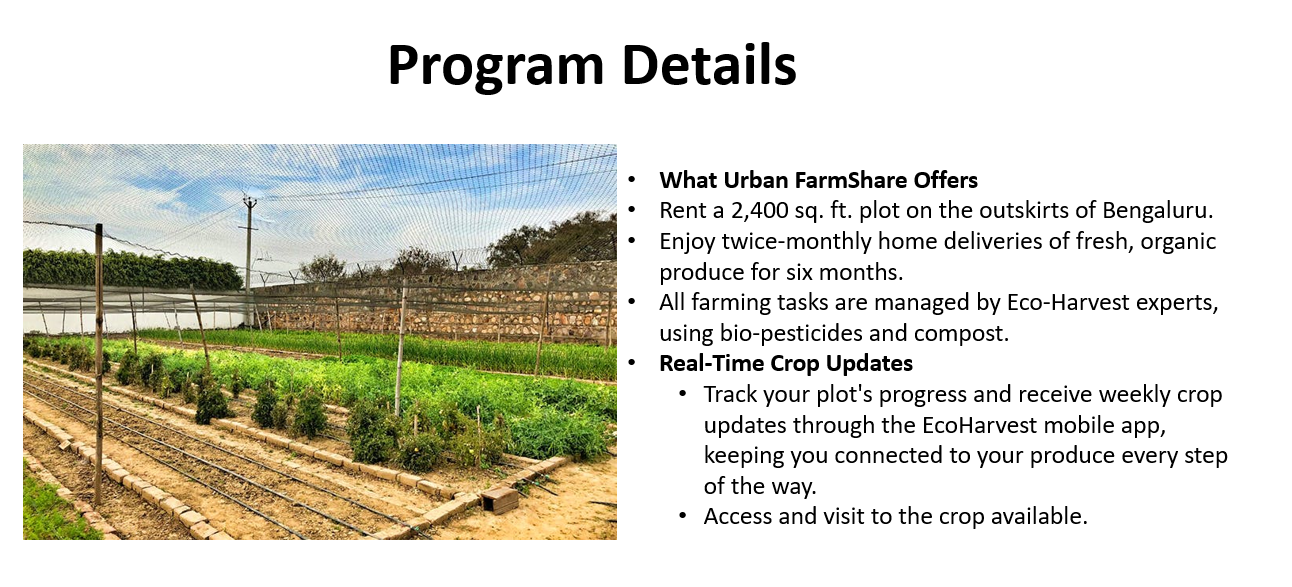 Program Details
• What Urban FarmShare Offers
• Rent a 2,400 sq. ft. plot on the outskirts of Bengaluru.
• Enjoy twice-monthly home deliveries of fresh, organic
produce for six months.
• All farming tasks are managed by Eco-Harvest experts,
using bio-pesticides and compost.
• Real-Time Crop Updates
• Track your plot's progress and receive weekly crop
updates through the EcoHarvest mobile app,
keeping you connected to your produce every step
of the way.
• Access and visit to the crop available.